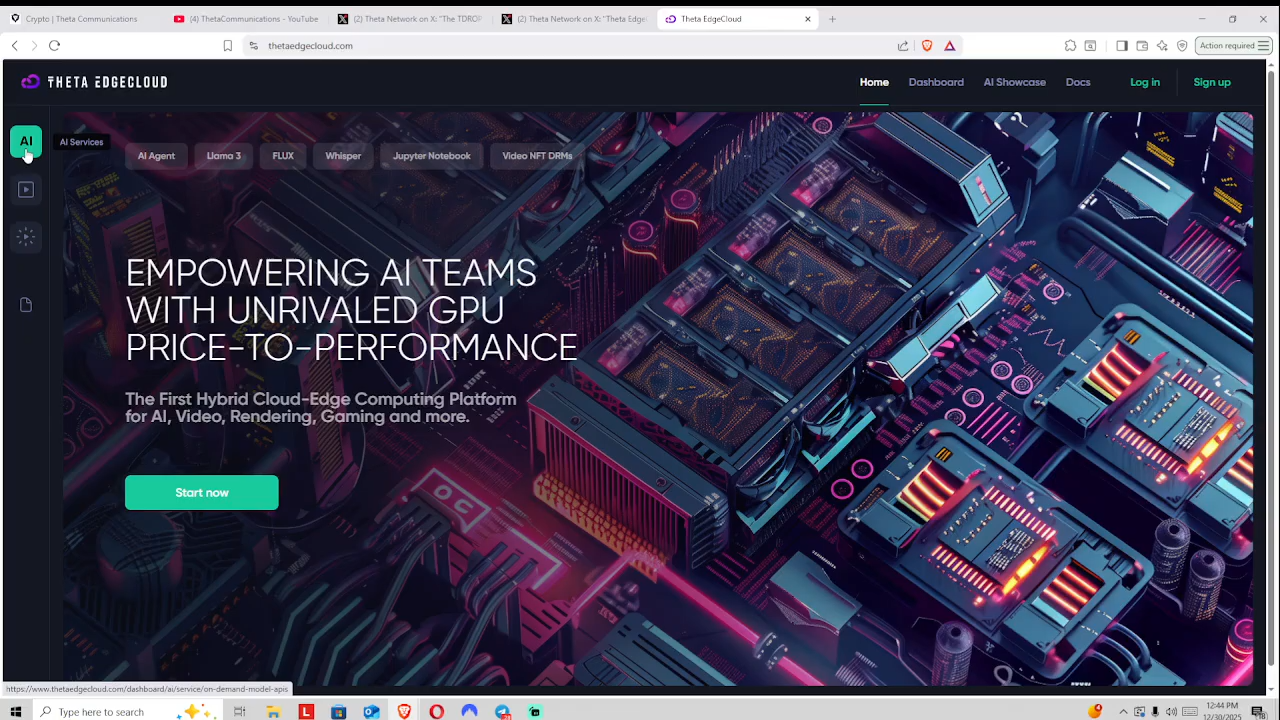 Crypto | Theta Communications
(4) ThetaCommunications - YouTube
(2) Theta Network on X: "The TDROP
(2) Theta Network on X: "Theta Edge
Theta EdgeCloud
thetaedgecloud.com
Action required
THETA EDGECLOUD
Home
Dashboard
AI Showcase
Docs
Log in
Sign up
AI
AI Services
AI Agent
Llama 3
FLUX
Whisper
Jupyter Notebook
Video NFT DRMs
EMPOWERING AI TEAMS
WITH UNRIVALED GPU
PRICE-TO-PERFORMANCE
The First Hybrid Cloud-Edge Computing Platform
for AI, Video, Rendering, Gaming and more.
Start now
https://www.thetaedgecloud.com/dashboard/ai/service/on-demand-model-apis
Type here to search
12:44 PM
12/30/2025